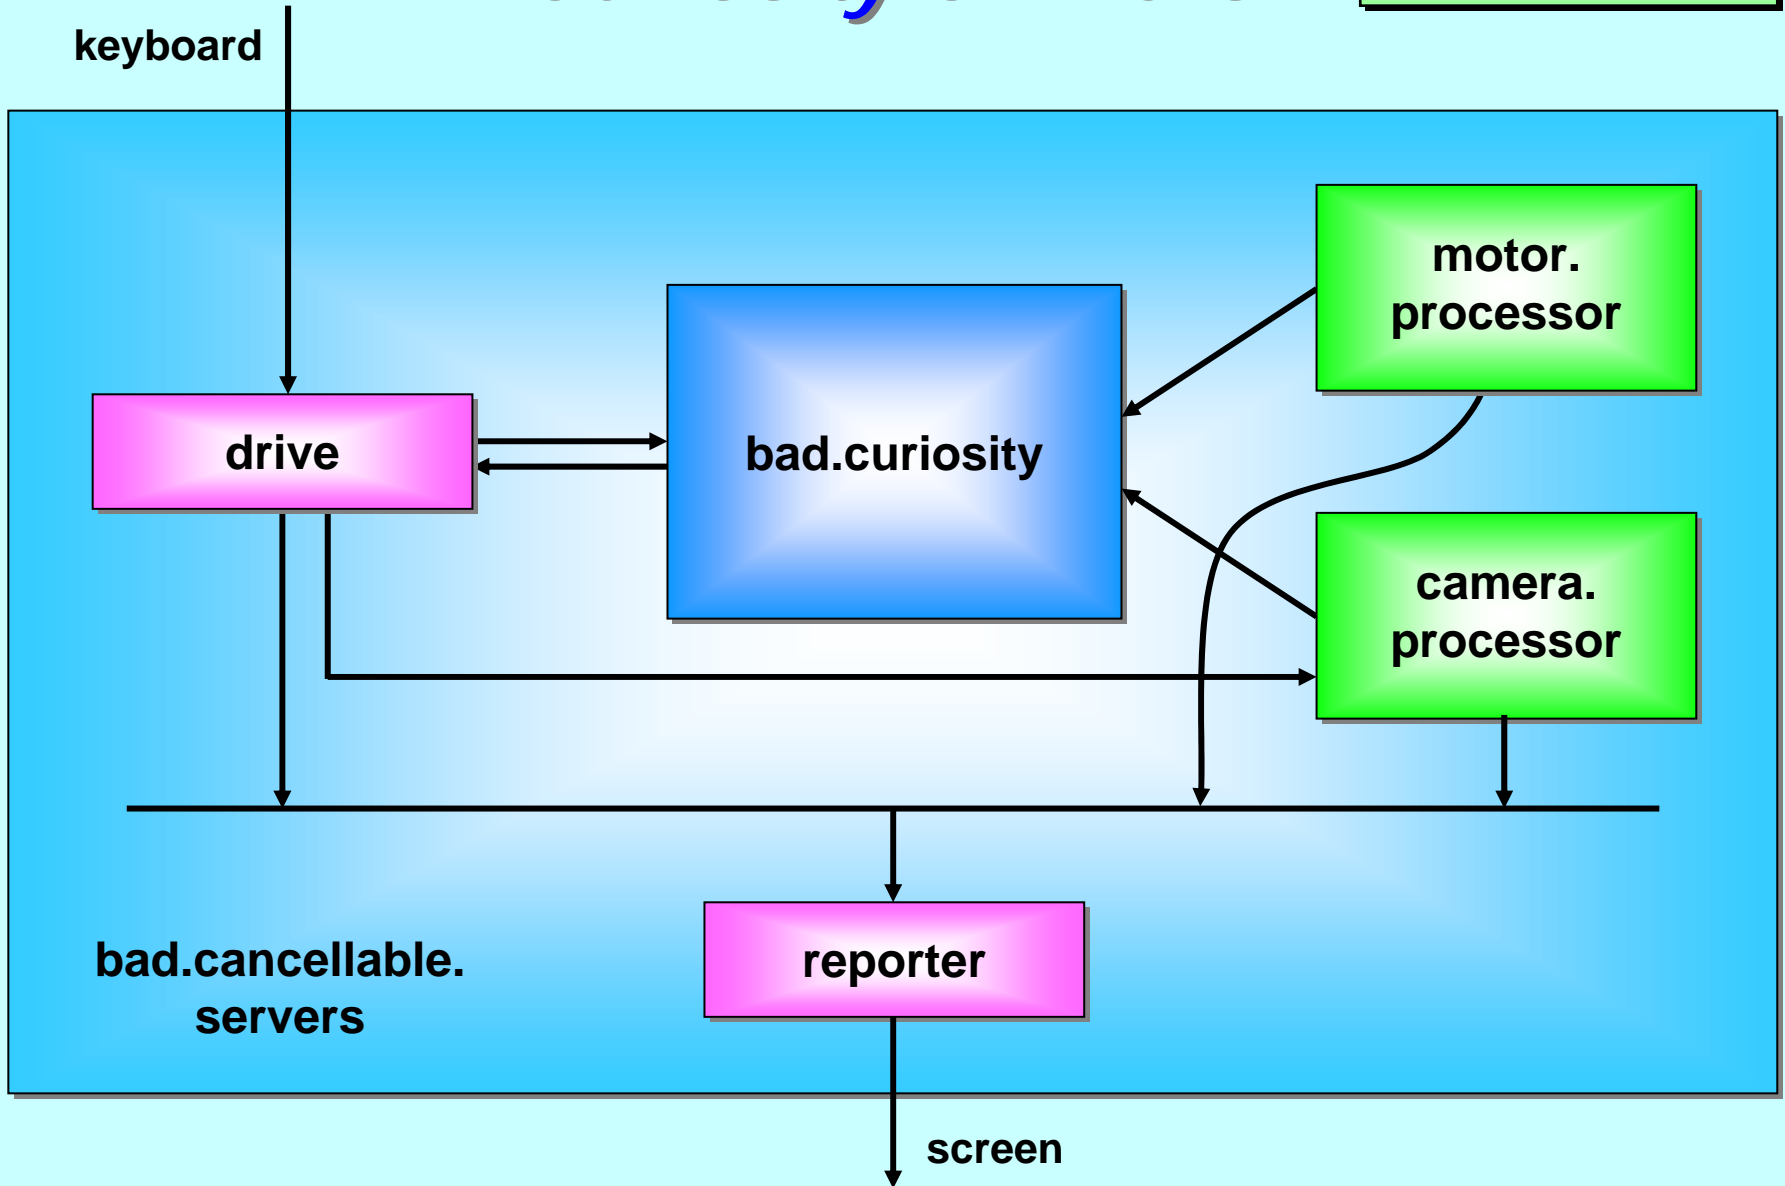 keyboard
motor.
processor
drive
bad.curiosity
camera.
processor
bad.cancellable.
servers
reporter
screen